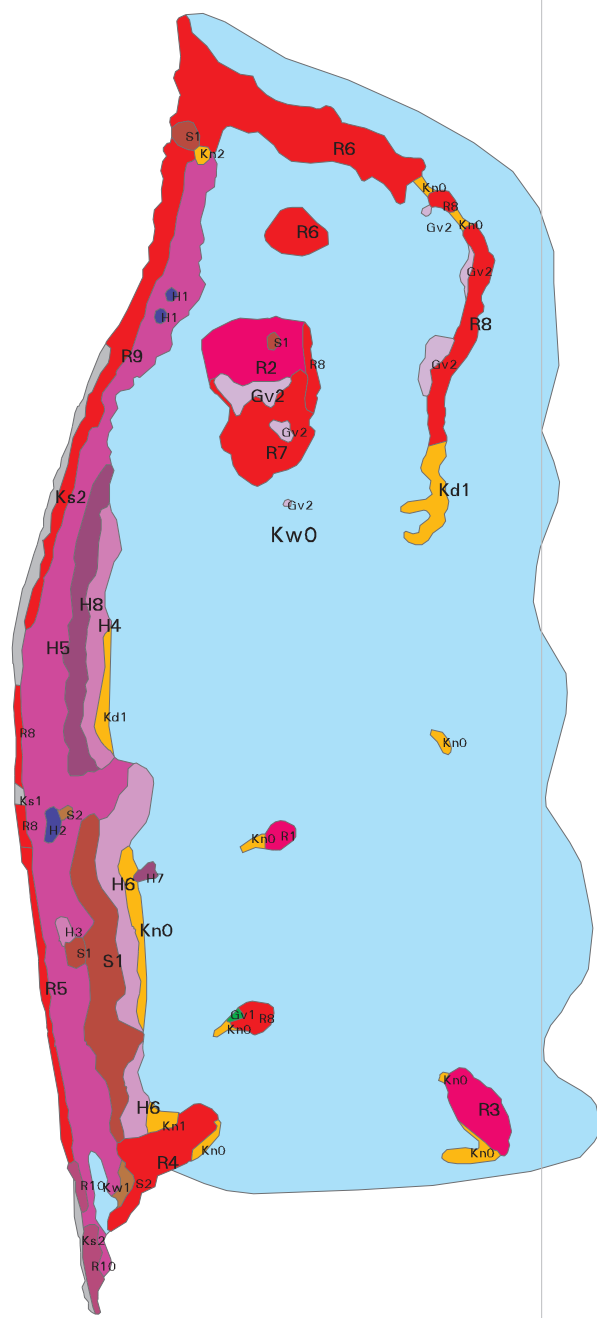 S1
R6
Kn2
Kn0
R8
Kn0
Gv2
R6
Gv2
H1
H1
R8
S1
R9
R2
R8
Gv2
Gv2
Gv2
R7
Kd1
Ks2
Gv2
Kw0
H8
H4
H5
Kd1
R8
Kn0
Ks1
S2
R8
H2
Kn0
R1
H7
H6
H3
Kn0
S1
S1
R5
Gv1
R8
Kn0
Kn0
H6
R3
Kn1
Kn0
Kn0
R4
S2
R10
Kw1
Ks2
R10